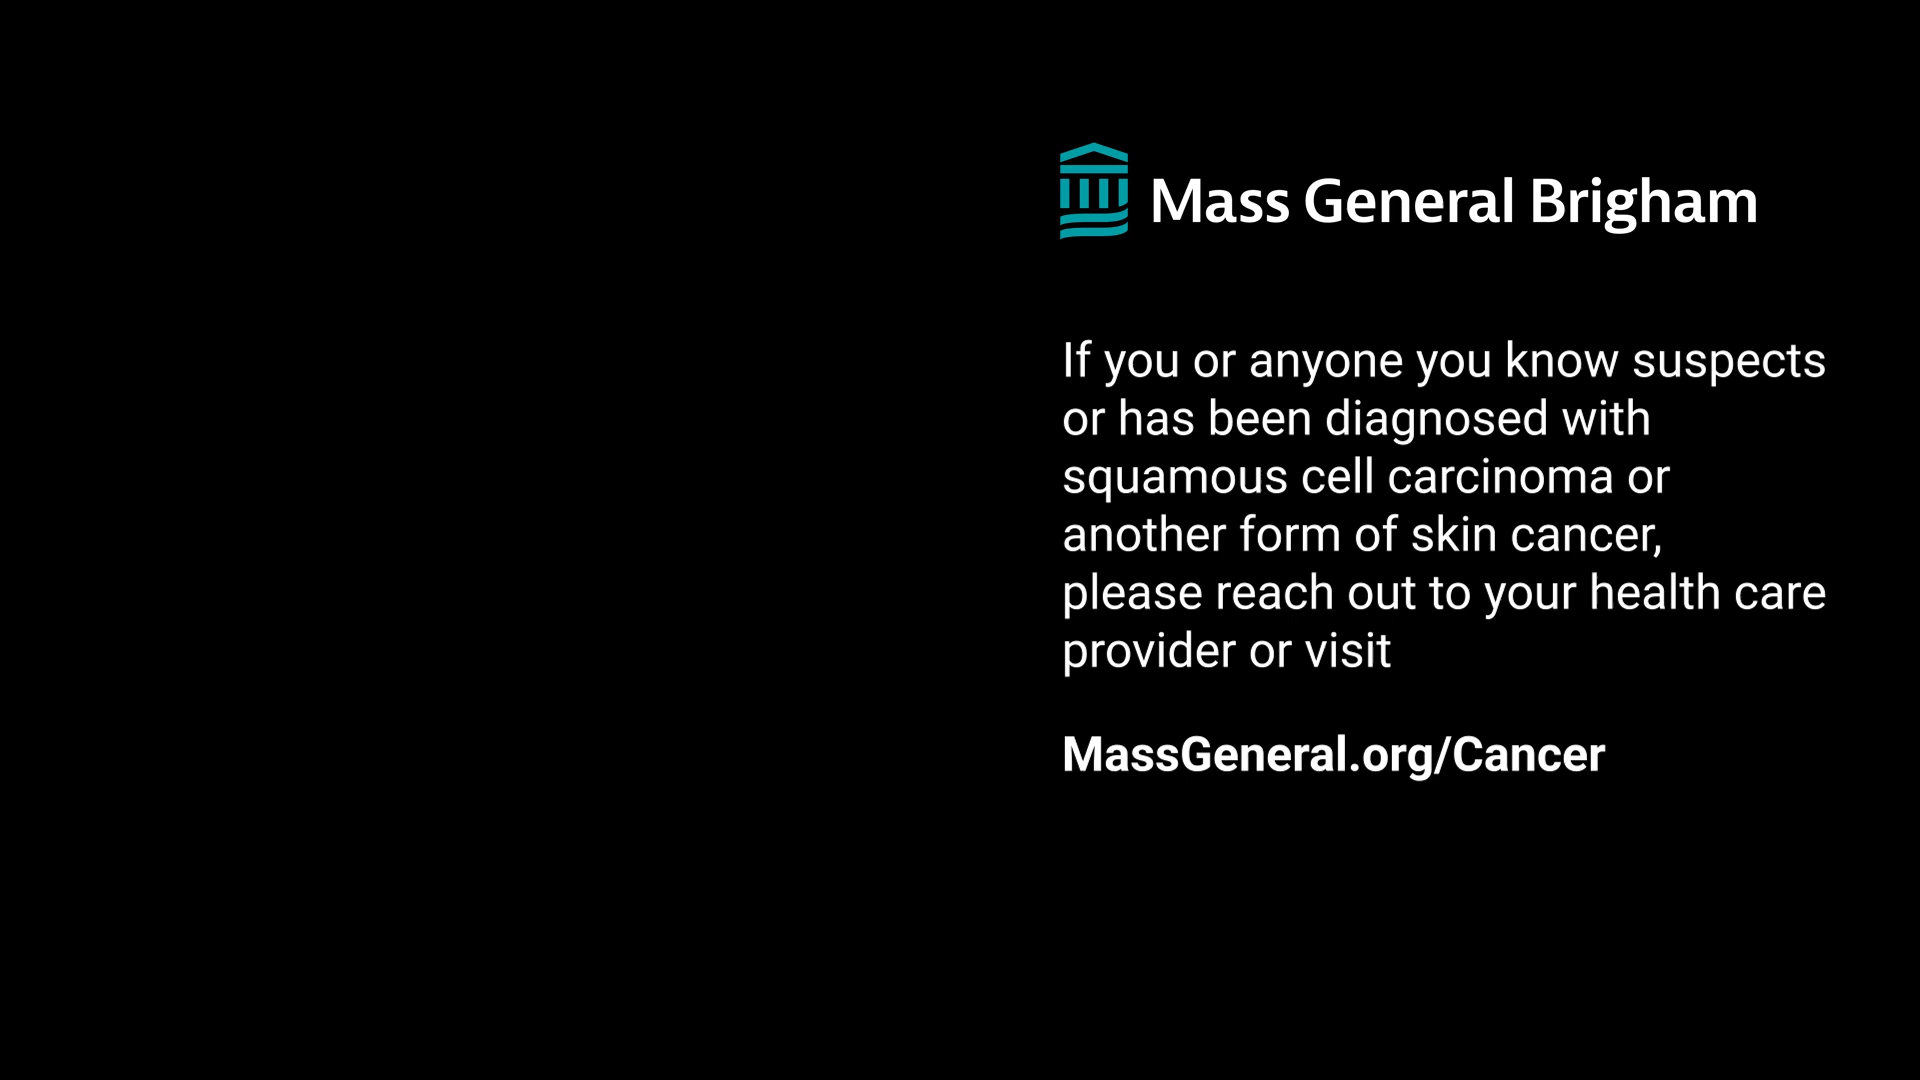 Mass General Brigham
If you or anyone you know suspects
or has been diagnosed with
squamous cell carcinoma or
another form of skin cancer,
please reach out to your health care
provider or visit
MassGeneral.org/Cancer